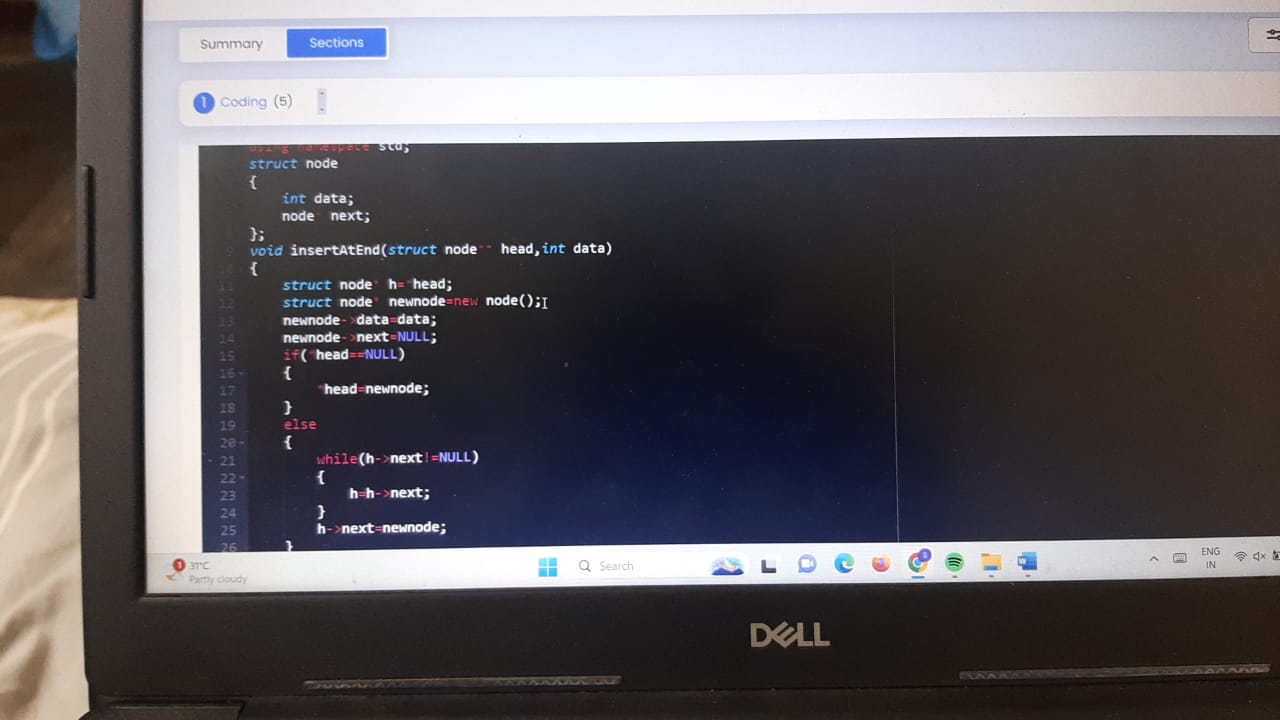 Summary Sections
1 Coding (5)
using namespace std;
struct node
{
int data;
node* next;
};
9 void insertAtEnd(struct node** head,int data)
10 {
11 struct node* h=*head;
12 struct node* newnode=new node();
13 newnode->data=data;
14 newnode->next=NULL;
15 if(*head==NULL)
16 {
17 *head=newnode;
18 }
19 else
20 {
21 while(h->next!=NULL)
22 {
23 h=h->next;
24 }
25 h->next=newnode;
26 }
1 31°C
Partly cloudy
Search
ENG
IN
DELL